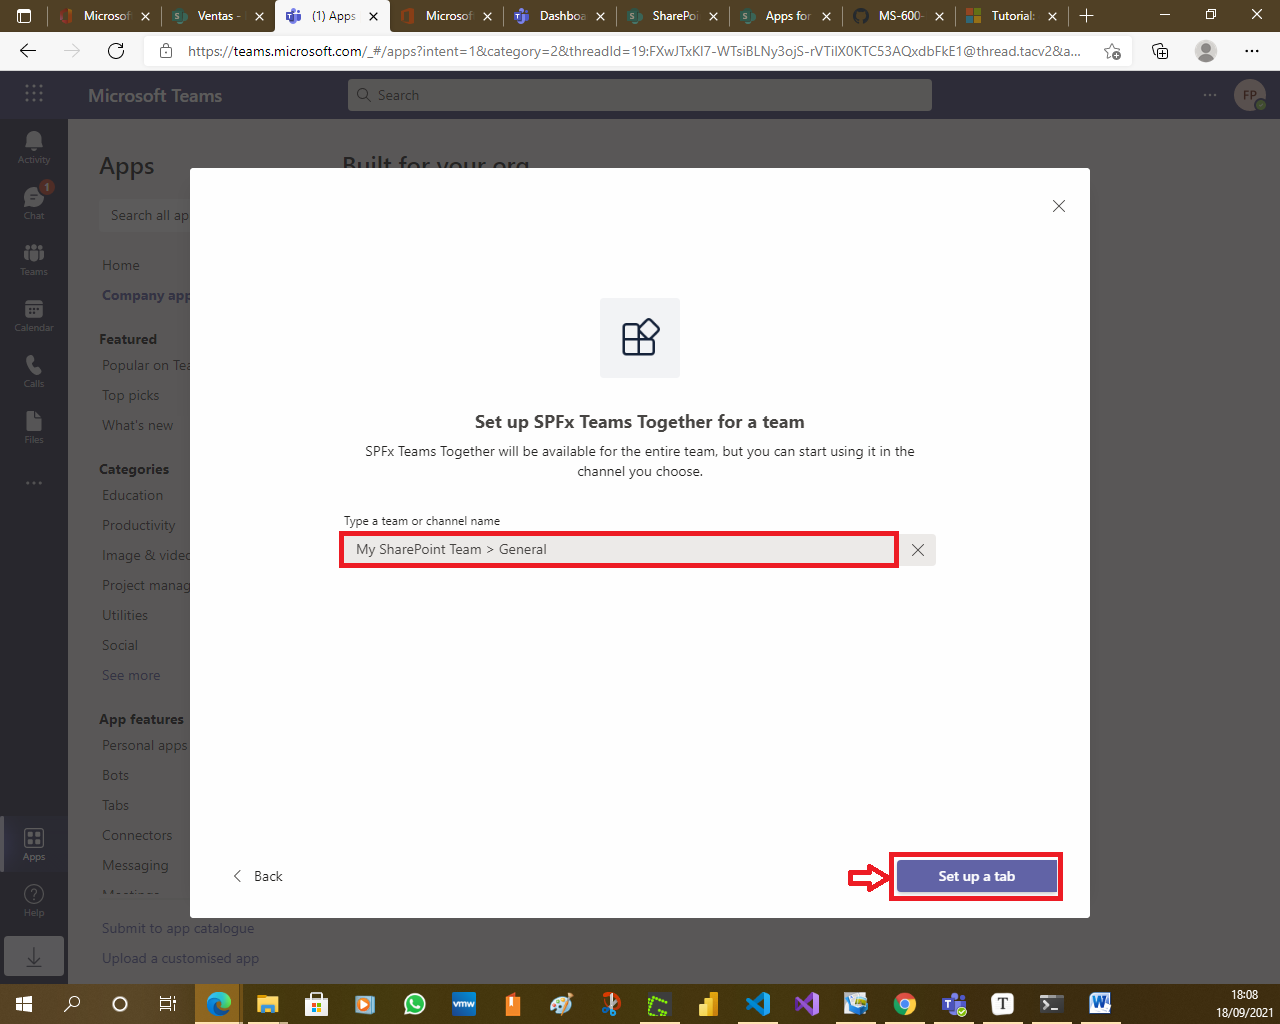 Microsof
Ventas -
(1) Apps
Microsof
Dashboa
SharePoi
Apps for
MS-600-
Tutorial:
https://teams.microsoft.com/_#/apps?intent=1&category=2&threadId=19:FXwJTxKI7-WTsiBLNy3ojS-rVTilX0KTC53AQxdbFkE1@thread.tacv2&a...
Microsoft Teams
Search
FP
Activity
Chat
1
Teams
Calendar
Calls
Files
Apps
Help
Apps
Built for your org
Search all ap
Home
Company app
Featured
Popular on Tea
Top picks
What's new
Categories
Education
Productivity
Image & video
Project manag
Utilities
Social
See more
App features
Personal apps
Bots
Tabs
Connectors
Messaging
Meetings
Submit to app catalogue
Upload a customised app
Set up SPFx Teams Together for a team
SPFx Teams Together will be available for the entire team, but you can start using it in the
channel you choose.
Type a team or channel name
My SharePoint Team > General
Back
Set up a tab
vmw
T
W
18:08
18/09/2021